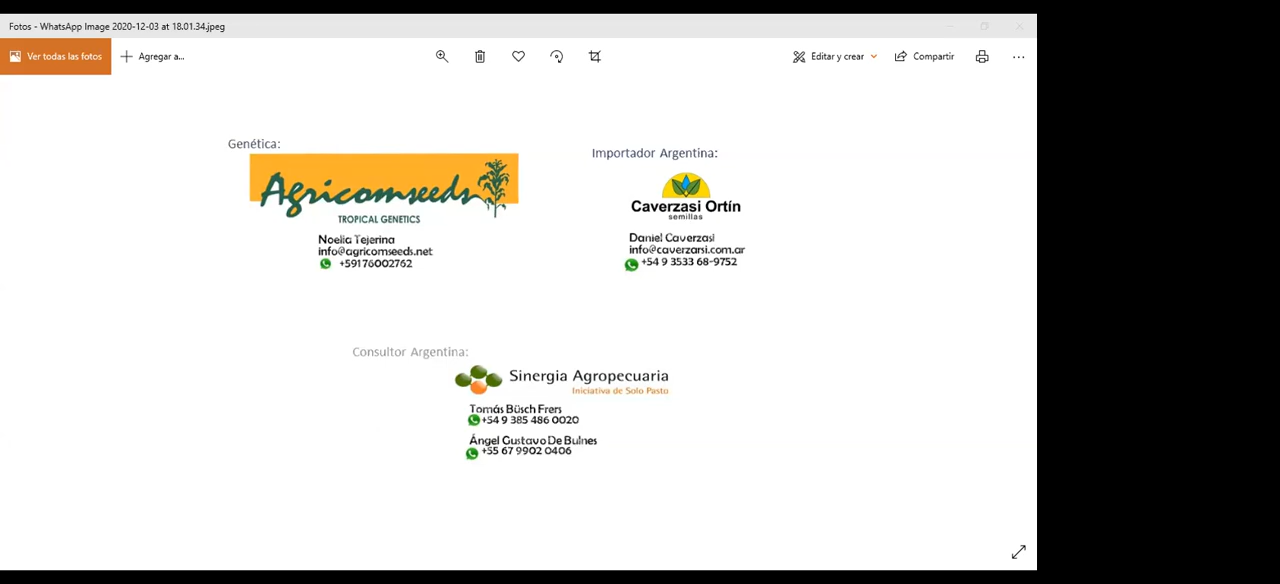 Fotos - WhatsApp Image 2020-12-03 at 18.01.34.jpeg
Ver todas las fotos
Agregar a...
Editar y crear
Compartir
Genética:
Agricomseeds
TROPICAL GENETICS
Noelia Tejerina
info@agricomseeds.net
+59176002762
Importador Argentina:
Caverzasi Ortín
semillas
Daniel Caverzasi
info@caverzarsi.com.ar
+54 9 3533 68-9752
Consultor Argentina:
Sinergia Agropecuaria
Iniciativa de Solo Pasto
Tomás Büsch Frers
+54 9 385 486 0020
Ángel Gustavo De Bulnes
+55 67 9902 0406